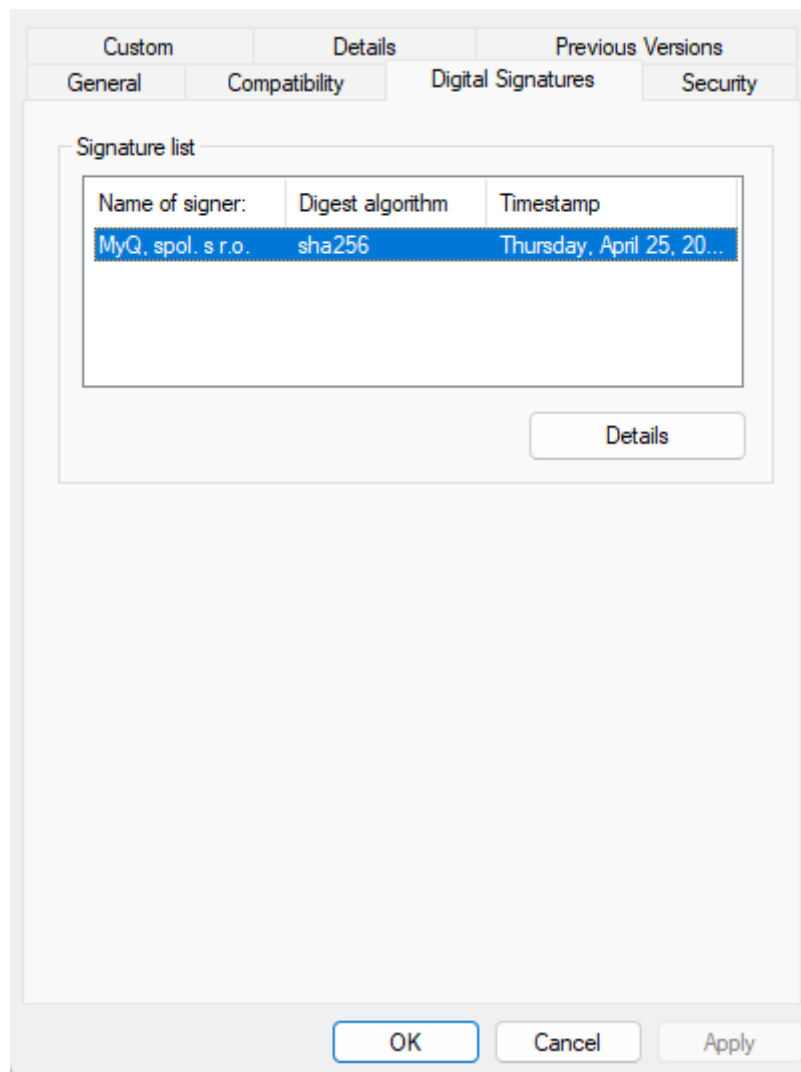 Custom Details Previous Versions
General Compatibility Digital Signatures Security
Signature list
Name of signer: Digest algorithm Timestamp
MyQ, spol. s r.o. sha256 Thursday, April 25, 20...
Details
OK Cancel Apply